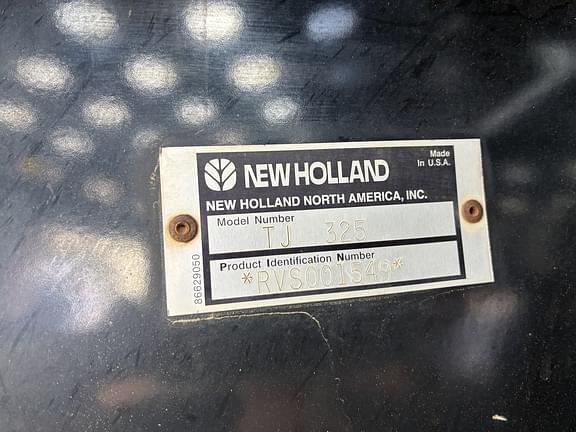 NEW HOLLAND
Made
In U.S.A.
NEW HOLLAND NORTH AMERICA, INC.
Model Number
TJ 325
Product Identification Number
*RVS001549*
86629050